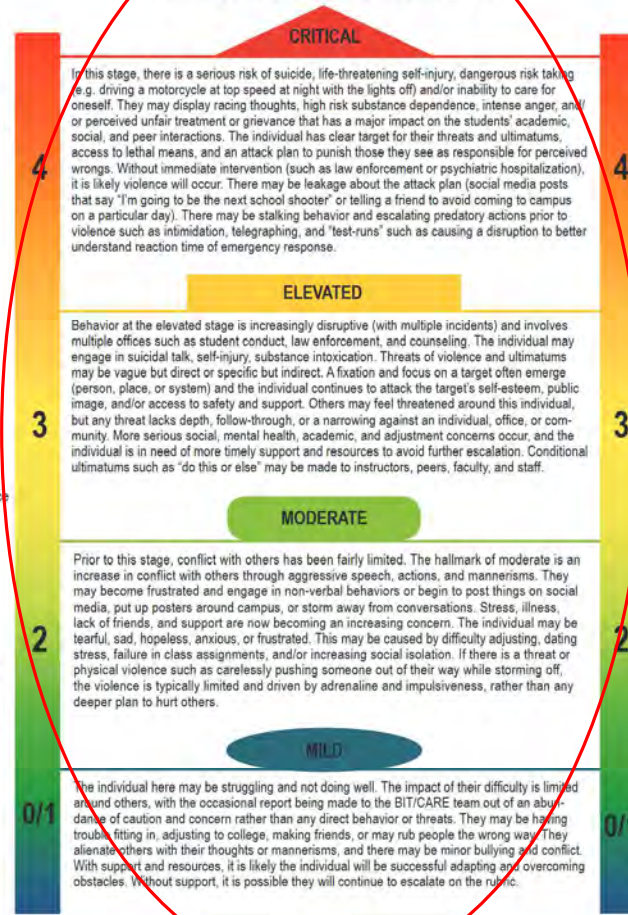 CRITICAL
In this stage, there is a serious risk of suicide, life-threatening self-injury, dangerous risk taking
(e.g. driving a motorcycle at top speed at night with the lights off) and/or inability to care for
oneself. They may display racing thoughts, high risk substance dependence, intense anger, and/
or perceived unfair treatment or grievance that has a major impact on the students' academic,
social, and peer interactions. The individual has clear target for their threats and ultimatums,
access to lethal means, and an attack plan to punish those they see as responsible for perceived
wrongs. Without immediate intervention (such as law enforcement or psychiatric hospitalization),
it is likely violence will occur. There may be leakage about the attack plan (social media posts
that say "I'm going to be the next school shooter" or telling a friend to avoid coming to campus
on a particular day). There may be stalking behavior and escalating predatory actions prior to
violence such as intimidation, telegraphing, and "test-runs" such as causing a disruption to better
understand reaction time of emergency response.
4
4
ELEVATED
Behavior at the elevated stage is increasingly disruptive (with multiple incidents) and involves
multiple offices such as student conduct, law enforcement, and counseling. The individual may
engage in suicidal talk, self-injury, substance intoxication. Threats of violence and ultimatums
may be vague but direct or specific but indirect. A fixation and focus on a target often emerge
(person, place, or system) and the individual continues to attack the target's self-esteem, public
image, and/or access to safety and support. Others may feel threatened around this individual,
but any threat lacks depth, follow-through, or a narrowing against an individual, office, or com-
munity. More serious social, mental health, academic, and adjustment concerns occur, and the
individual is in need of more timely support and resources to avoid further escalation. Conditional
ultimatums such as "do this or else" may be made to instructors, peers, faculty, and staff.
3
3
MODERATE
Prior to this stage, conflict with others has been fairly limited. The hallmark of moderate is an
increase in conflict with others through aggressive speech, actions, and mannerisms. They
may become frustrated and engage in non-verbal behaviors or begin to post things on social
media, put up posters around campus, or storm away from conversations. Stress, illness,
lack of friends, and support are now becoming an increasing concern. The individual may be
tearful, sad, hopeless, anxious, or frustrated. This may be caused by difficulty adjusting, dating
stress, failure in class assignments, and/or increasing social isolation. If there is a threat or
physical violence such as carelessly pushing someone out of their way while storming off,
the violence is typically limited and driven by adrenaline and impulsiveness, rather than any
deeper plan to hurt others.
2
2
MILD
The individual here may be struggling and not doing well. The impact of their difficulty is limited
around others, with the occasional report being made to the BIT/CARE team out of an abun-
dance of caution and concern rather than any direct behavior or threats. They may be having
trouble fitting in, adjusting to college, making friends, or may rub people the wrong way. They
alienate others with their thoughts or mannerisms, and there may be minor bullying and conflict.
With support and resources, it is likely the individual will be successful adapting and overcoming
obstacles. Without support, it is possible they will continue to escalate on the rubric.
0/1
0/